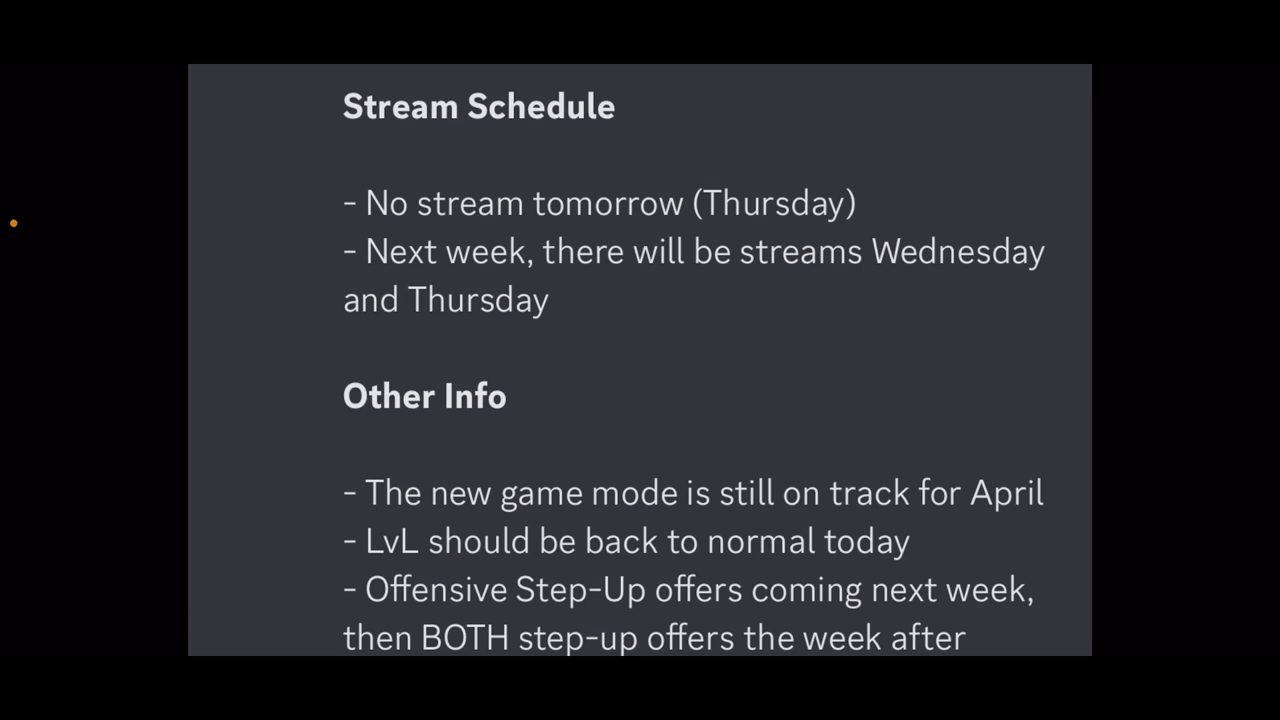 Stream Schedule
- No stream tomorrow (Thursday)
- Next week, there will be streams Wednesday
and Thursday
Other Info
- The new game mode is still on track for April
- LvL should be back to normal today
- Offensive Step-Up offers coming next week,
then BOTH step-up offers the week after